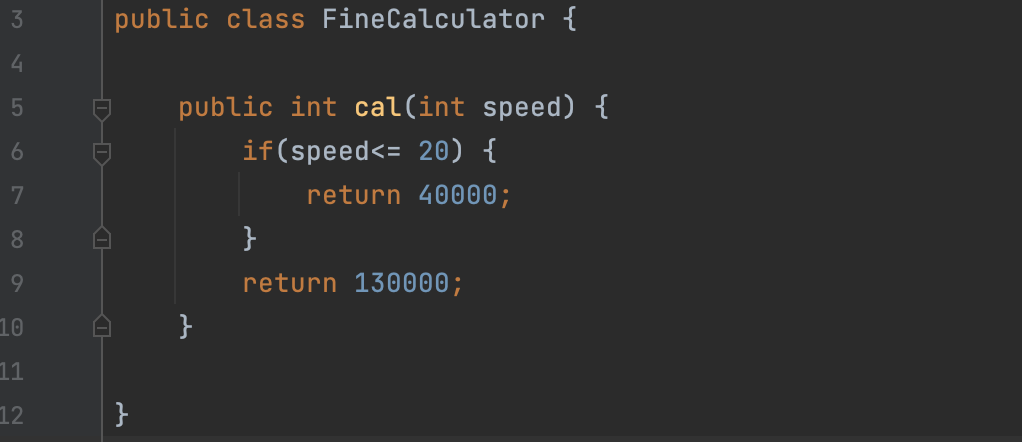 3 public class FineCalculator {
4
5     public int cal(int speed) {
6         if(speed<= 20) {
7             return 40000;
8         }
9         return 130000;
10     }
11
12 }